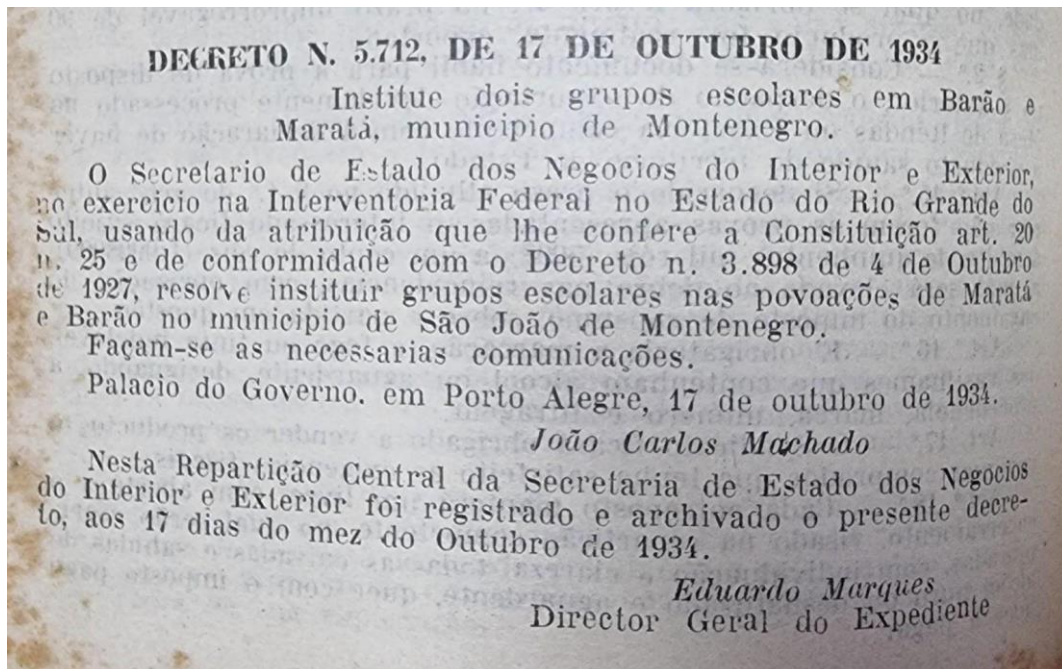 DECRETO N. 5.712, DE 17 DE OUTUBRO DE 1934
Institue dois grupos escolares em Barão e
Maratá, municipio de Montenegro.
O Secretario de Estado dos Negocios do Interior e Exterior,
no exercicio na Interventoria Federal no Estado do Rio Grande do
Sul, usando da atribuição que lhe confere a Constituição art. 20
n. 25 e de conformidade com o Decreto n. 3.898 de 4 de Outubro
de 1927, resolve instituir grupos escolares nas povoações de Maratá
e Barão no municipio de São João de Montenegro.
Façam-se as necessarias comunicações.
Palacio do Governo. em Porto Alegre, 17 de outubro de 1934.
João Carlos Machado
Nesta Repartição Central da Secretaria de Estado dos Negocios
do Interior e Exterior foi registrado e archivado o presente decre-
to, aos 17 dias do mez do Outubro de 1934.
Eduardo Marques
Director Geral do Expediente